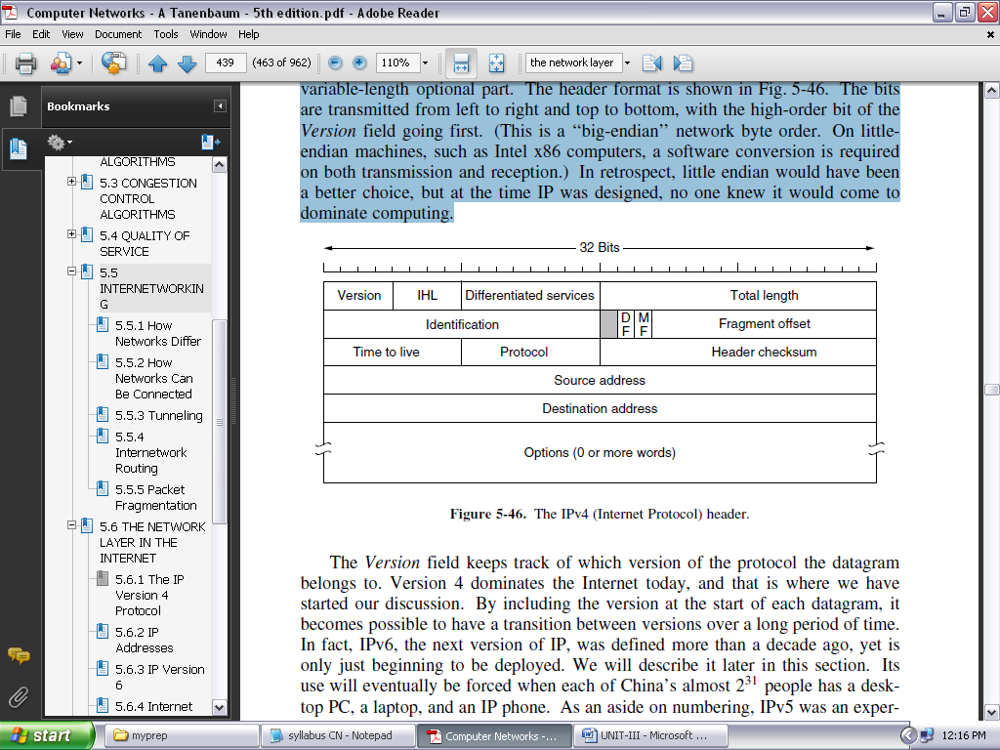 Computer Networks - A Tanenbaum - 5th edition.pdf - Adobe Reader
File Edit View Document Tools Window Help
439 (463 of 962) 110% the network layer
Bookmarks
ALGORITHMS
5.3 CONGESTION
CONTROL
ALGORITHMS
5.4 QUALITY OF
SERVICE
5.5
INTERNETWORKIN
G
5.5.1 How
Networks Differ
5.5.2 How
Networks Can
Be Connected
5.5.3 Tunneling
5.5.4
Internetwork
Routing
5.5.5 Packet
Fragmentation
5.6 THE NETWORK
LAYER IN THE
INTERNET
5.6.1 The IP
Version 4
Protocol
5.6.2 IP
Addresses
5.6.3 IP Version
6
5.6.4 Internet
variable-length optional part. The header format is shown in Fig. 5-46. The bits
are transmitted from left to right and top to bottom, with the high-order bit of the
Version field going first. (This is a ‘‘big-endian’’ network byte order. On little-
endian machines, such as Intel x86 computers, a software conversion is required
on both transmission and reception.) In retrospect, little endian would have been
a better choice, but at the time IP was designed, no one knew it would come to
dominate computing.
32 Bits
Version IHL Differentiated services Total length
Identification D F M F Fragment offset
Time to live Protocol Header checksum
Source address
Destination address
Options (0 or more words)
Figure 5-46. The IPv4 (Internet Protocol) header.
The Version field keeps track of which version of the protocol the datagram
belongs to. Version 4 dominates the Internet today, and that is where we have
started our discussion. By including the version at the start of each datagram, it
becomes possible to have a transition between versions over a long period of time.
In fact, IPv6, the next version of IP, was defined more than a decade ago, yet is
only just beginning to be deployed. We will describe it later in this section. Its
use will eventually be forced when each of China’s almost 2^31 people has a desk-
top PC, a laptop, and an IP phone. As an aside on numbering, IPv5 was an exper-
start myprep syllabus CN - Notepad Computer Networks -... UNIT-III - Microsoft ... 12:16 PM